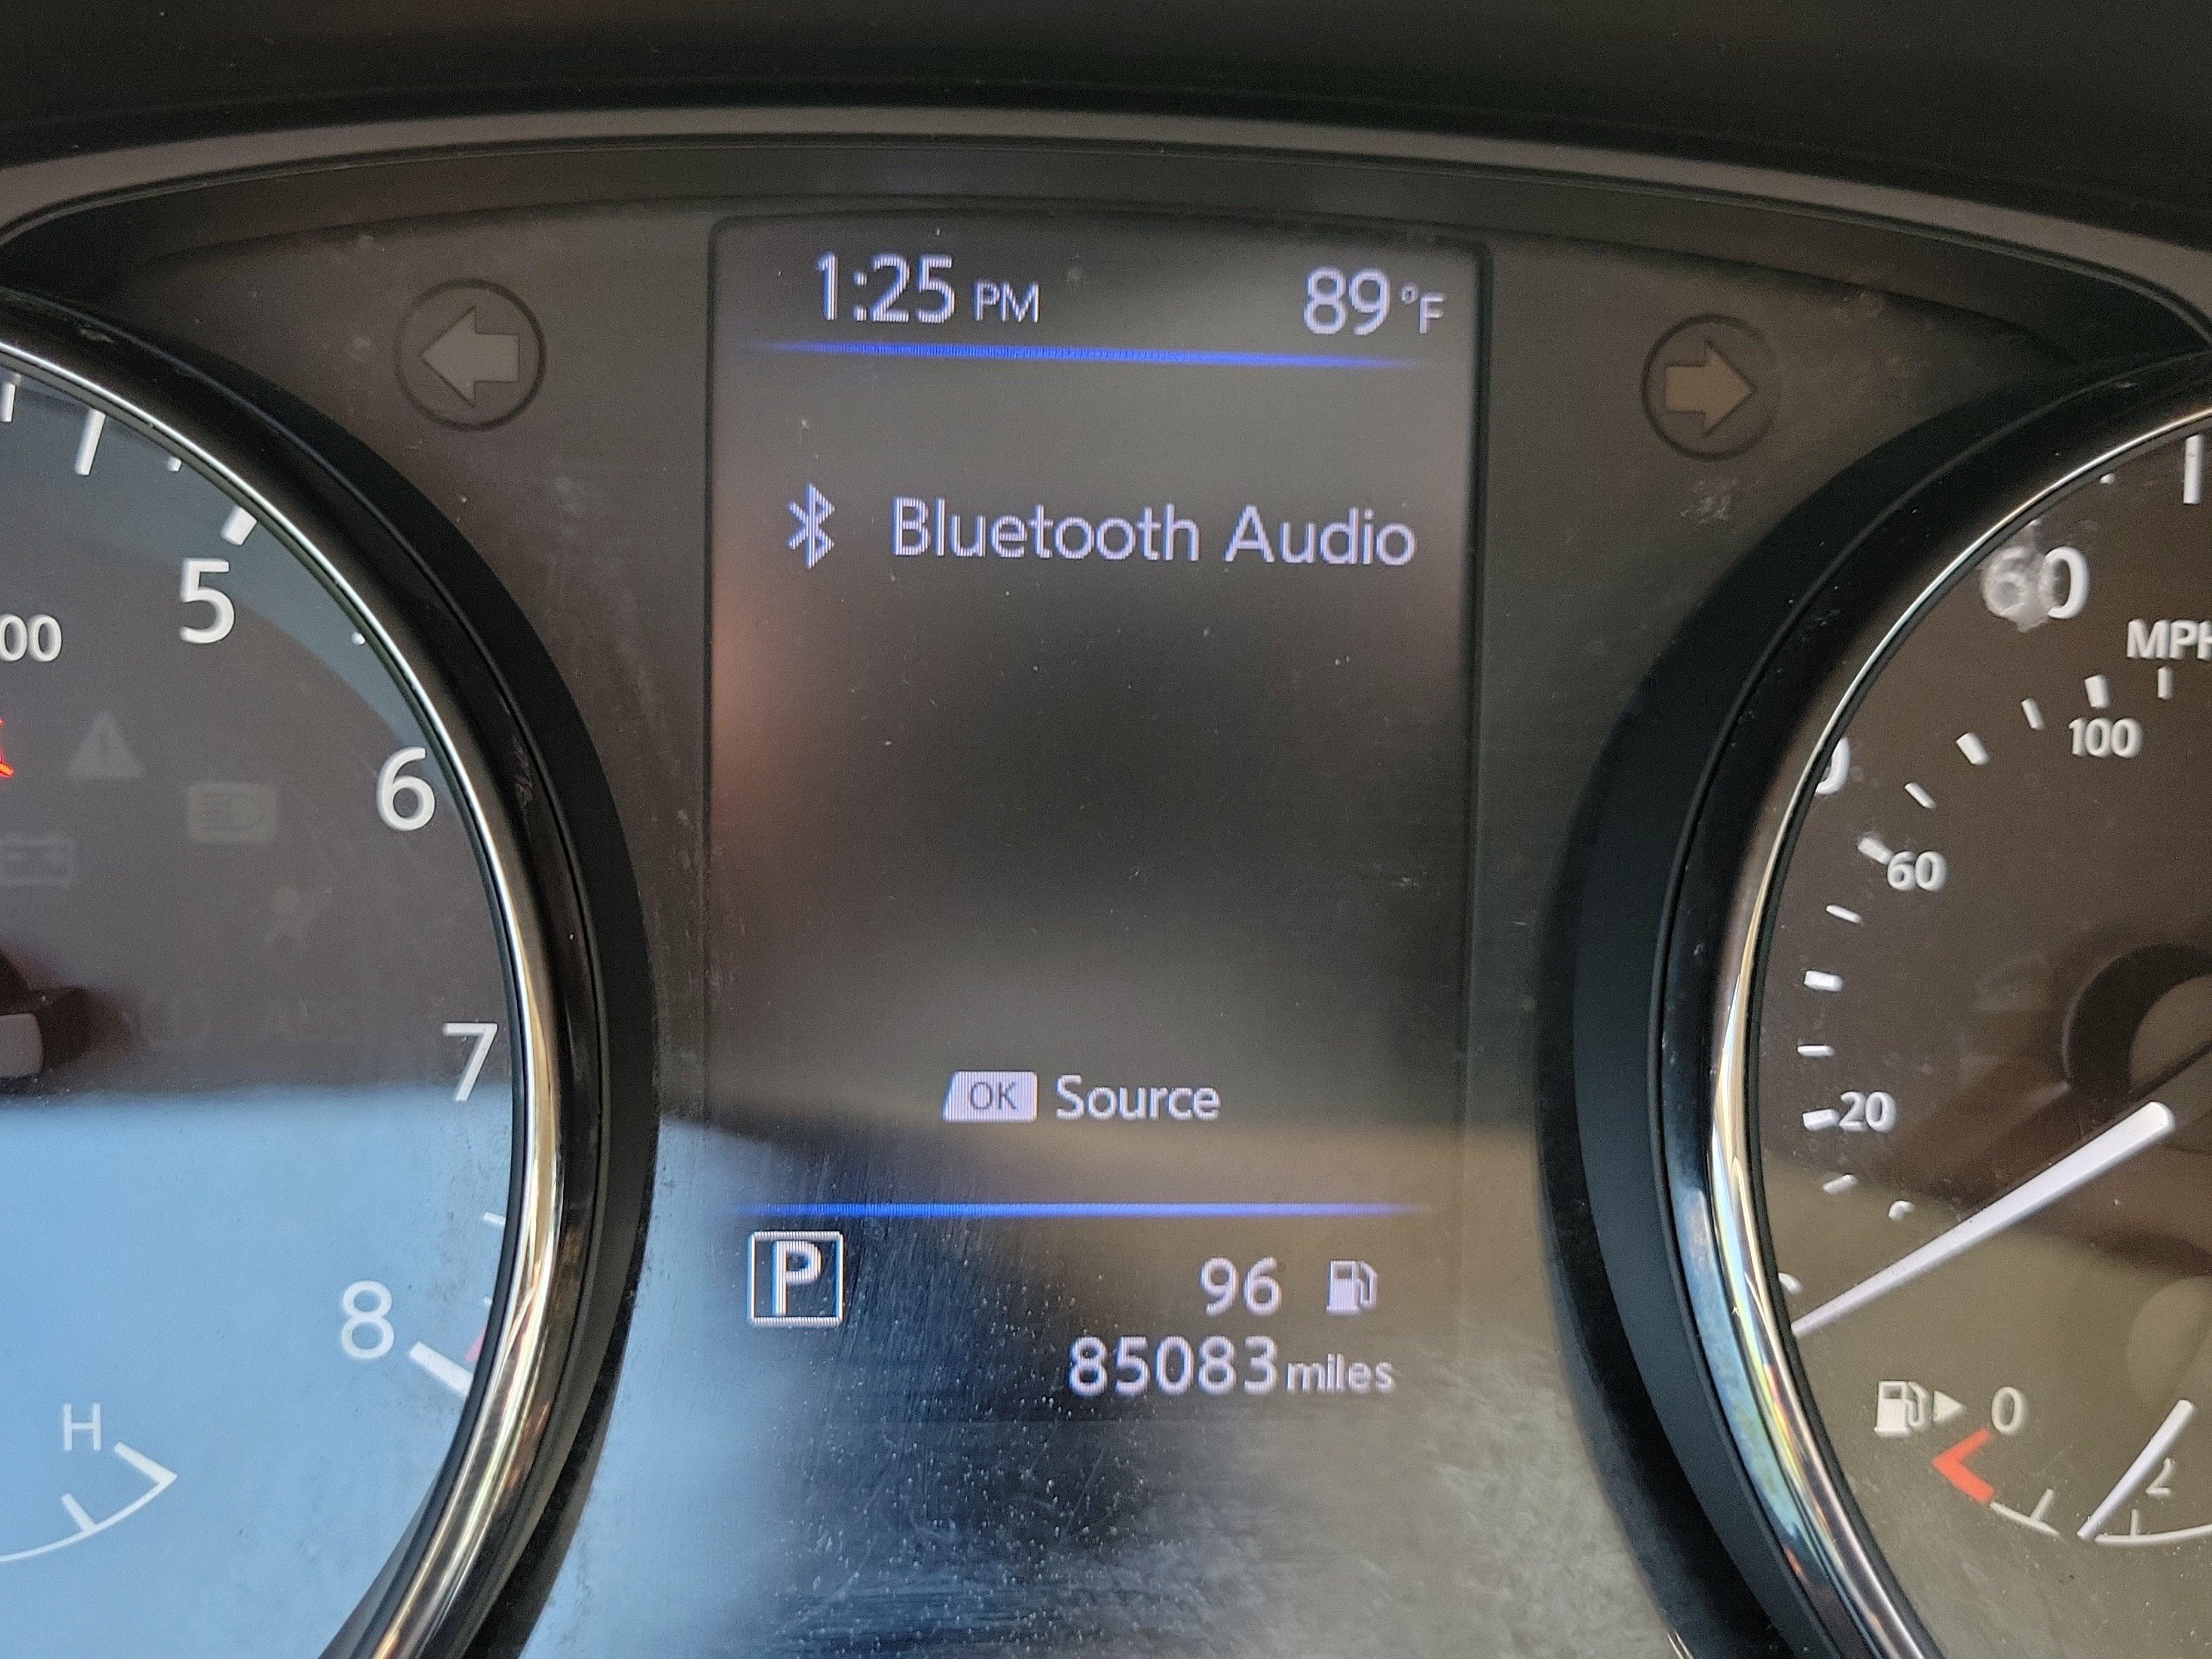 1:25 PM 89°F
Bluetooth Audio
5
60
00
MPH
100
6
60
OK Source
7
20
P 96
85083 miles
8
H
0